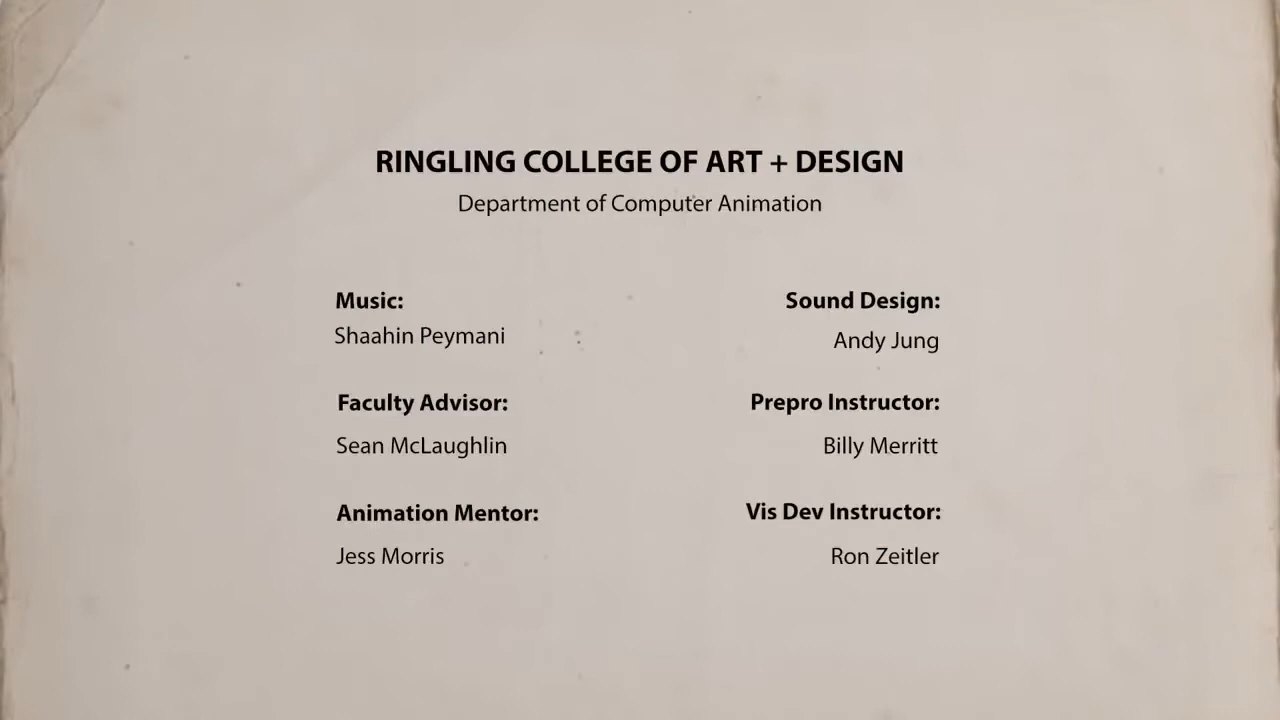 RINGLING COLLEGE OF ART + DESIGN
Department of Computer Animation
Music:
Shaahin Peymani
Sound Design:
Andy Jung
Faculty Advisor:
Sean McLaughlin
Prepro Instructor:
Billy Merritt
Animation Mentor:
Jess Morris
Vis Dev Instructor:
Ron Zeitler